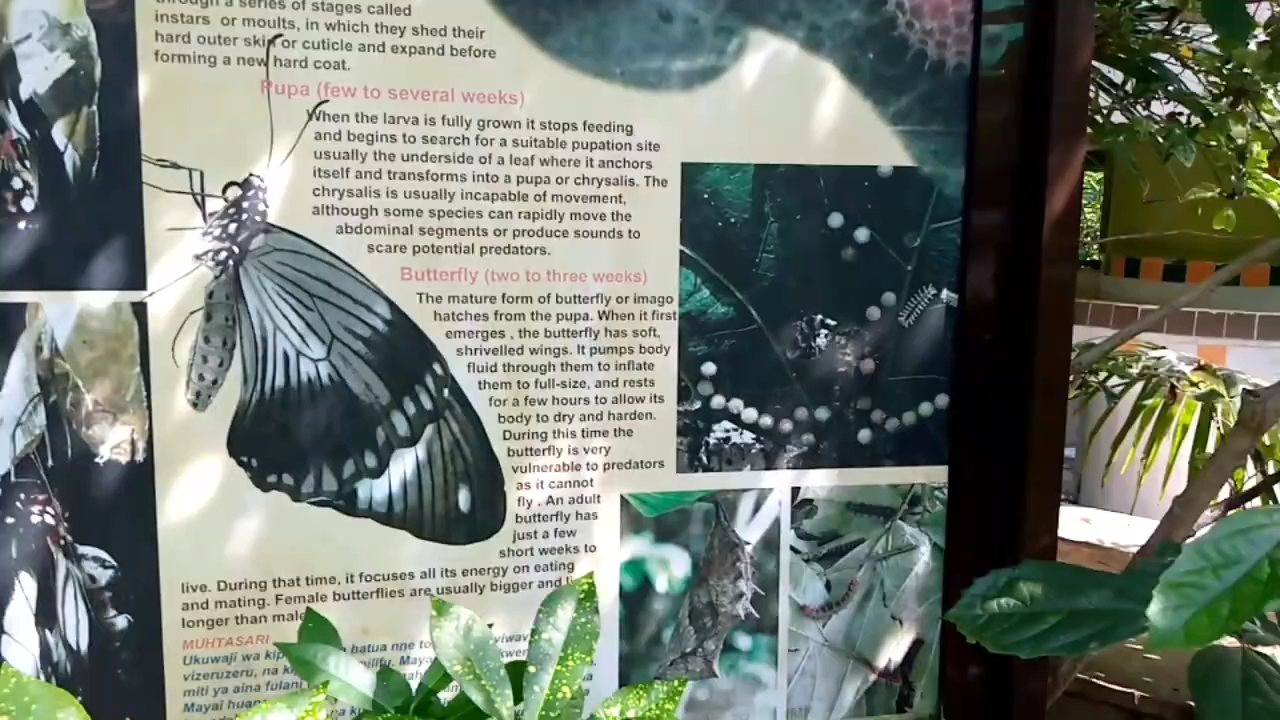 through a series of stages called
instars or moults, in which they shed their
hard outer skin or cuticle and expand before
forming a new hard coat.
Pupa (few to several weeks)
When the larva is fully grown it stops feeding
and begins to search for a suitable pupation site
usually the underside of a leaf where it anchors
itself and transforms into a pupa or chrysalis. The
chrysalis is usually incapable of movement,
although some species can rapidly move the
abdominal segments or produce sounds to
scare potential predators.
Butterfly (two to three weeks)
The mature form of butterfly or imago
hatches from the pupa. When it first
emerges , the butterfly has soft,
shrivelled wings. It pumps body
fluid through them to inflate
them to full-size, and rests
for a few hours to allow its
body to dry and harden.
During this time the
butterfly is very
vulnerable to predators
as it cannot
fly . An adult
butterfly has
just a few
short weeks to
live. During that time, it focuses all its energy on eating
and mating. Female butterflies are usually bigger and
longer than
MUHTASARI
Ukuwaji wa batua nne
vizeruzeru, na
miti ya aina fulani
Mayai